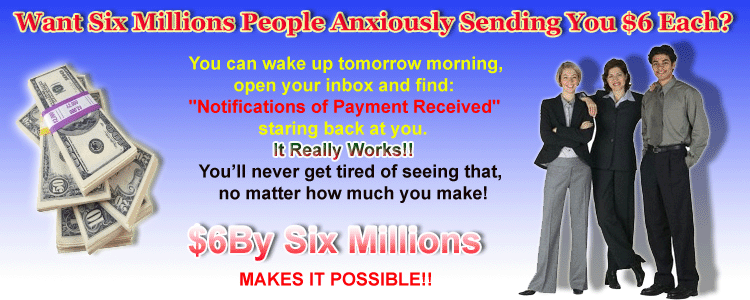 Want Six Millions People Anxiously Sending You $6 Each?
You can wake up tomorrow morning,
open your inbox and find:
"Notifications of Payment Received"
staring back at you.
It Really Works!!
You'll never get tired of seeing that,
no matter how much you make!
$6By Six Millions
MAKES IT POSSIBLE!!